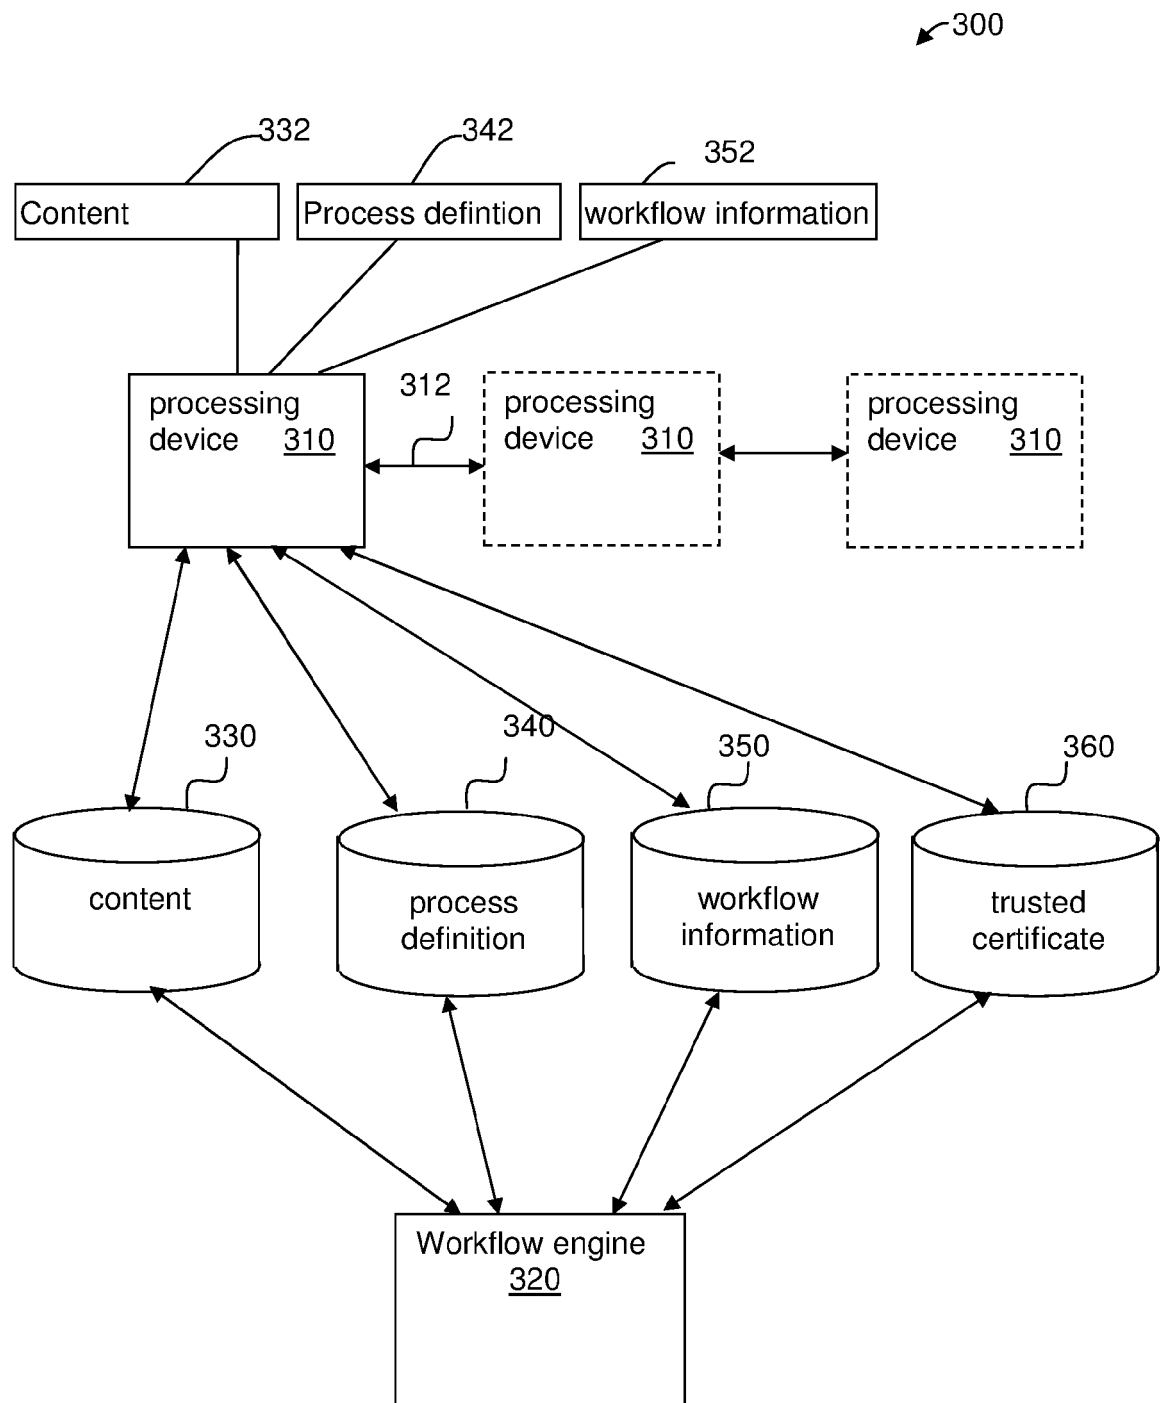 300
332
342
352
Content
Process defintion
workflow information
processing
device 310
312
processing
device 310
processing
device 310
330
340
350
360
content
process
definition
workflow
information
trusted
certificate
Workflow engine
320